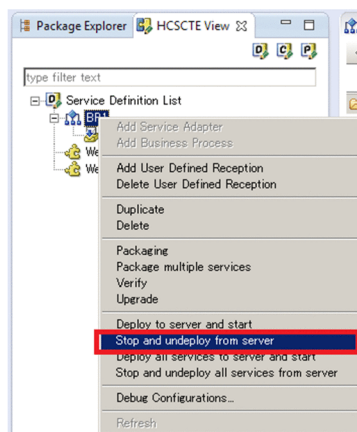 Package Explorer HCSCTE View
type filter text
Service Definition List
BP1
Add Service Adapter
Add Business Process
We
We
Add User Defined Reception
Delete User Defined Reception
Duplicate
Delete
Packaging
Package multiple services
Verify
Upgrade
Deploy to server and start
Stop and undeploy from server
Deploy all services to server and start
Stop and undeploy all services from server
Debug Configurations...
Refresh